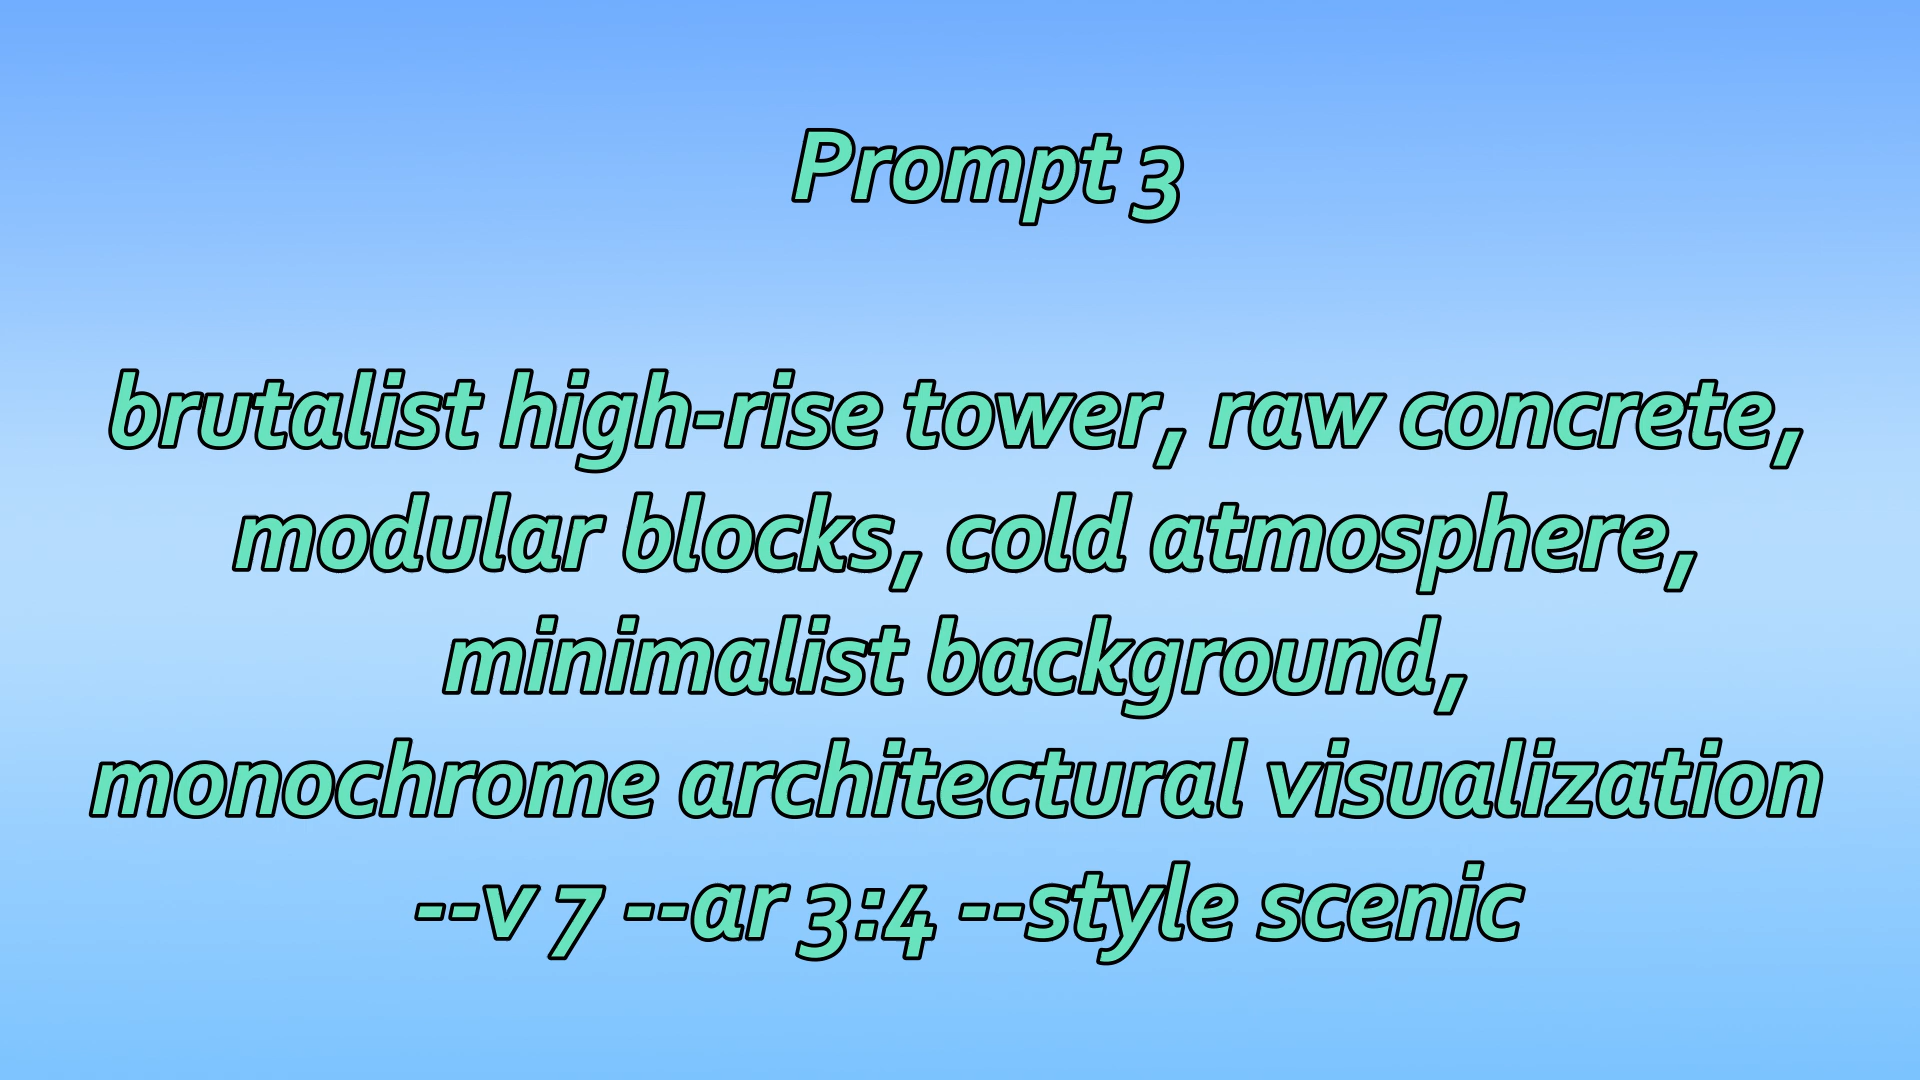 Prompt 3
brutalist high-rise tower, raw concrete,
modular blocks, cold atmosphere,
minimalist background,
monochrome architectural visualization
--v 7 --ar 3:4 --style scenic